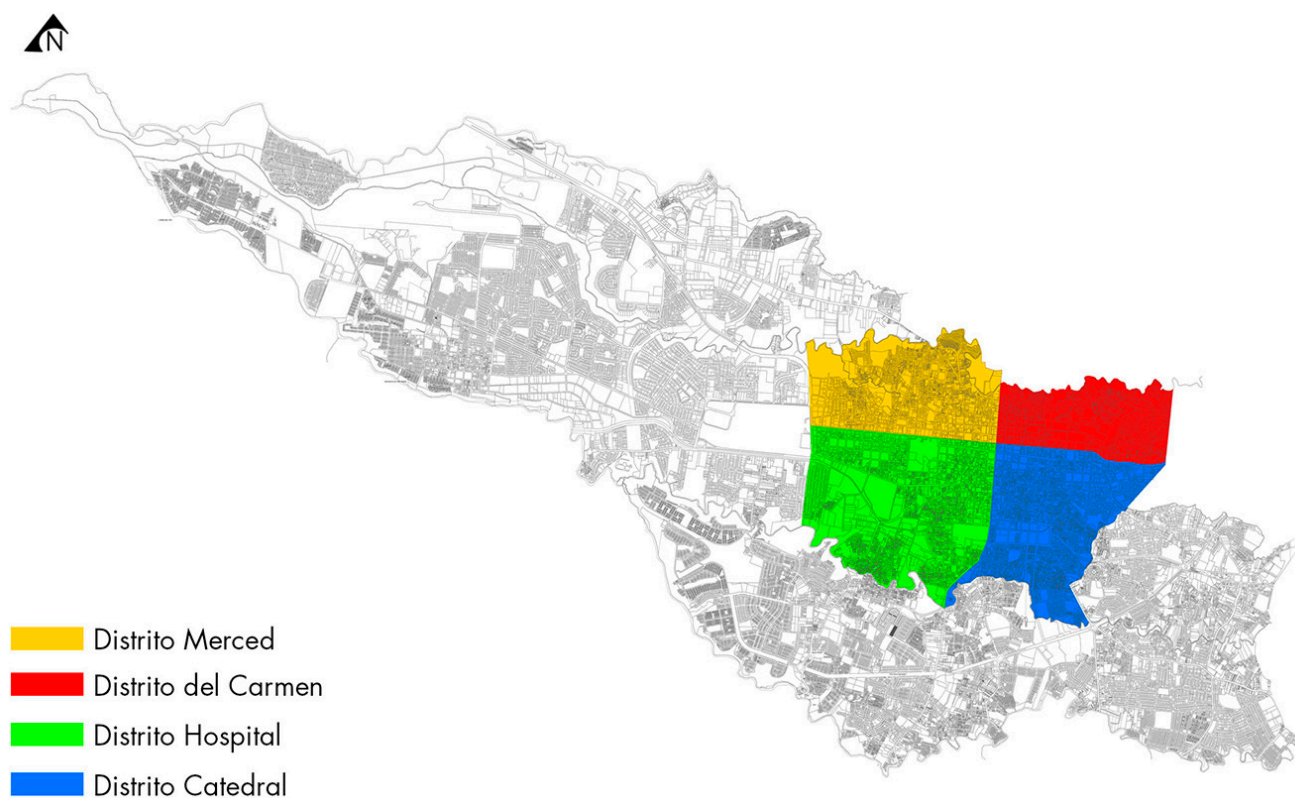 N
Distrito Merced
Distrito del Carmen
Distrito Hospital
Distrito Catedral